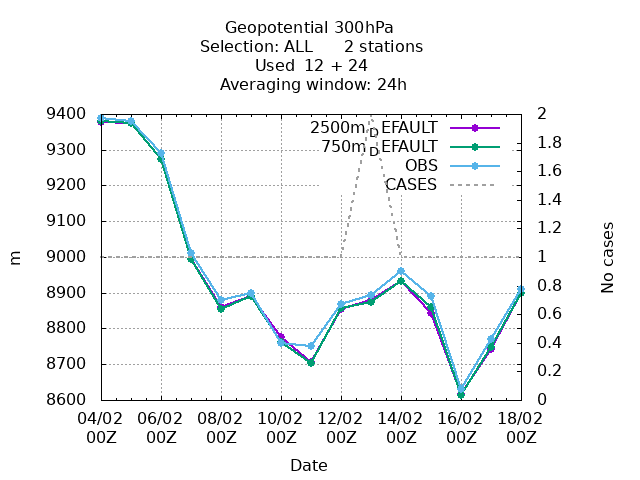 Geopotential 300hPa
Selection: ALL 2 stations
Used 12 + 24
Averaging window: 24h
9400
9300
9200
9100
9000
8900
8800
8700
8600
m
2500m_DEFAULT
750m_DEFAULT
OBS
CASES
2
1.8
1.6
1.4
1.2
1
0.8
0.6
0.4
0.2
0
No cases
04/02 06/02 08/02 10/02 12/02 14/02 16/02 18/02
00Z 00Z 00Z 00Z 00Z 00Z 00Z 00Z
Date